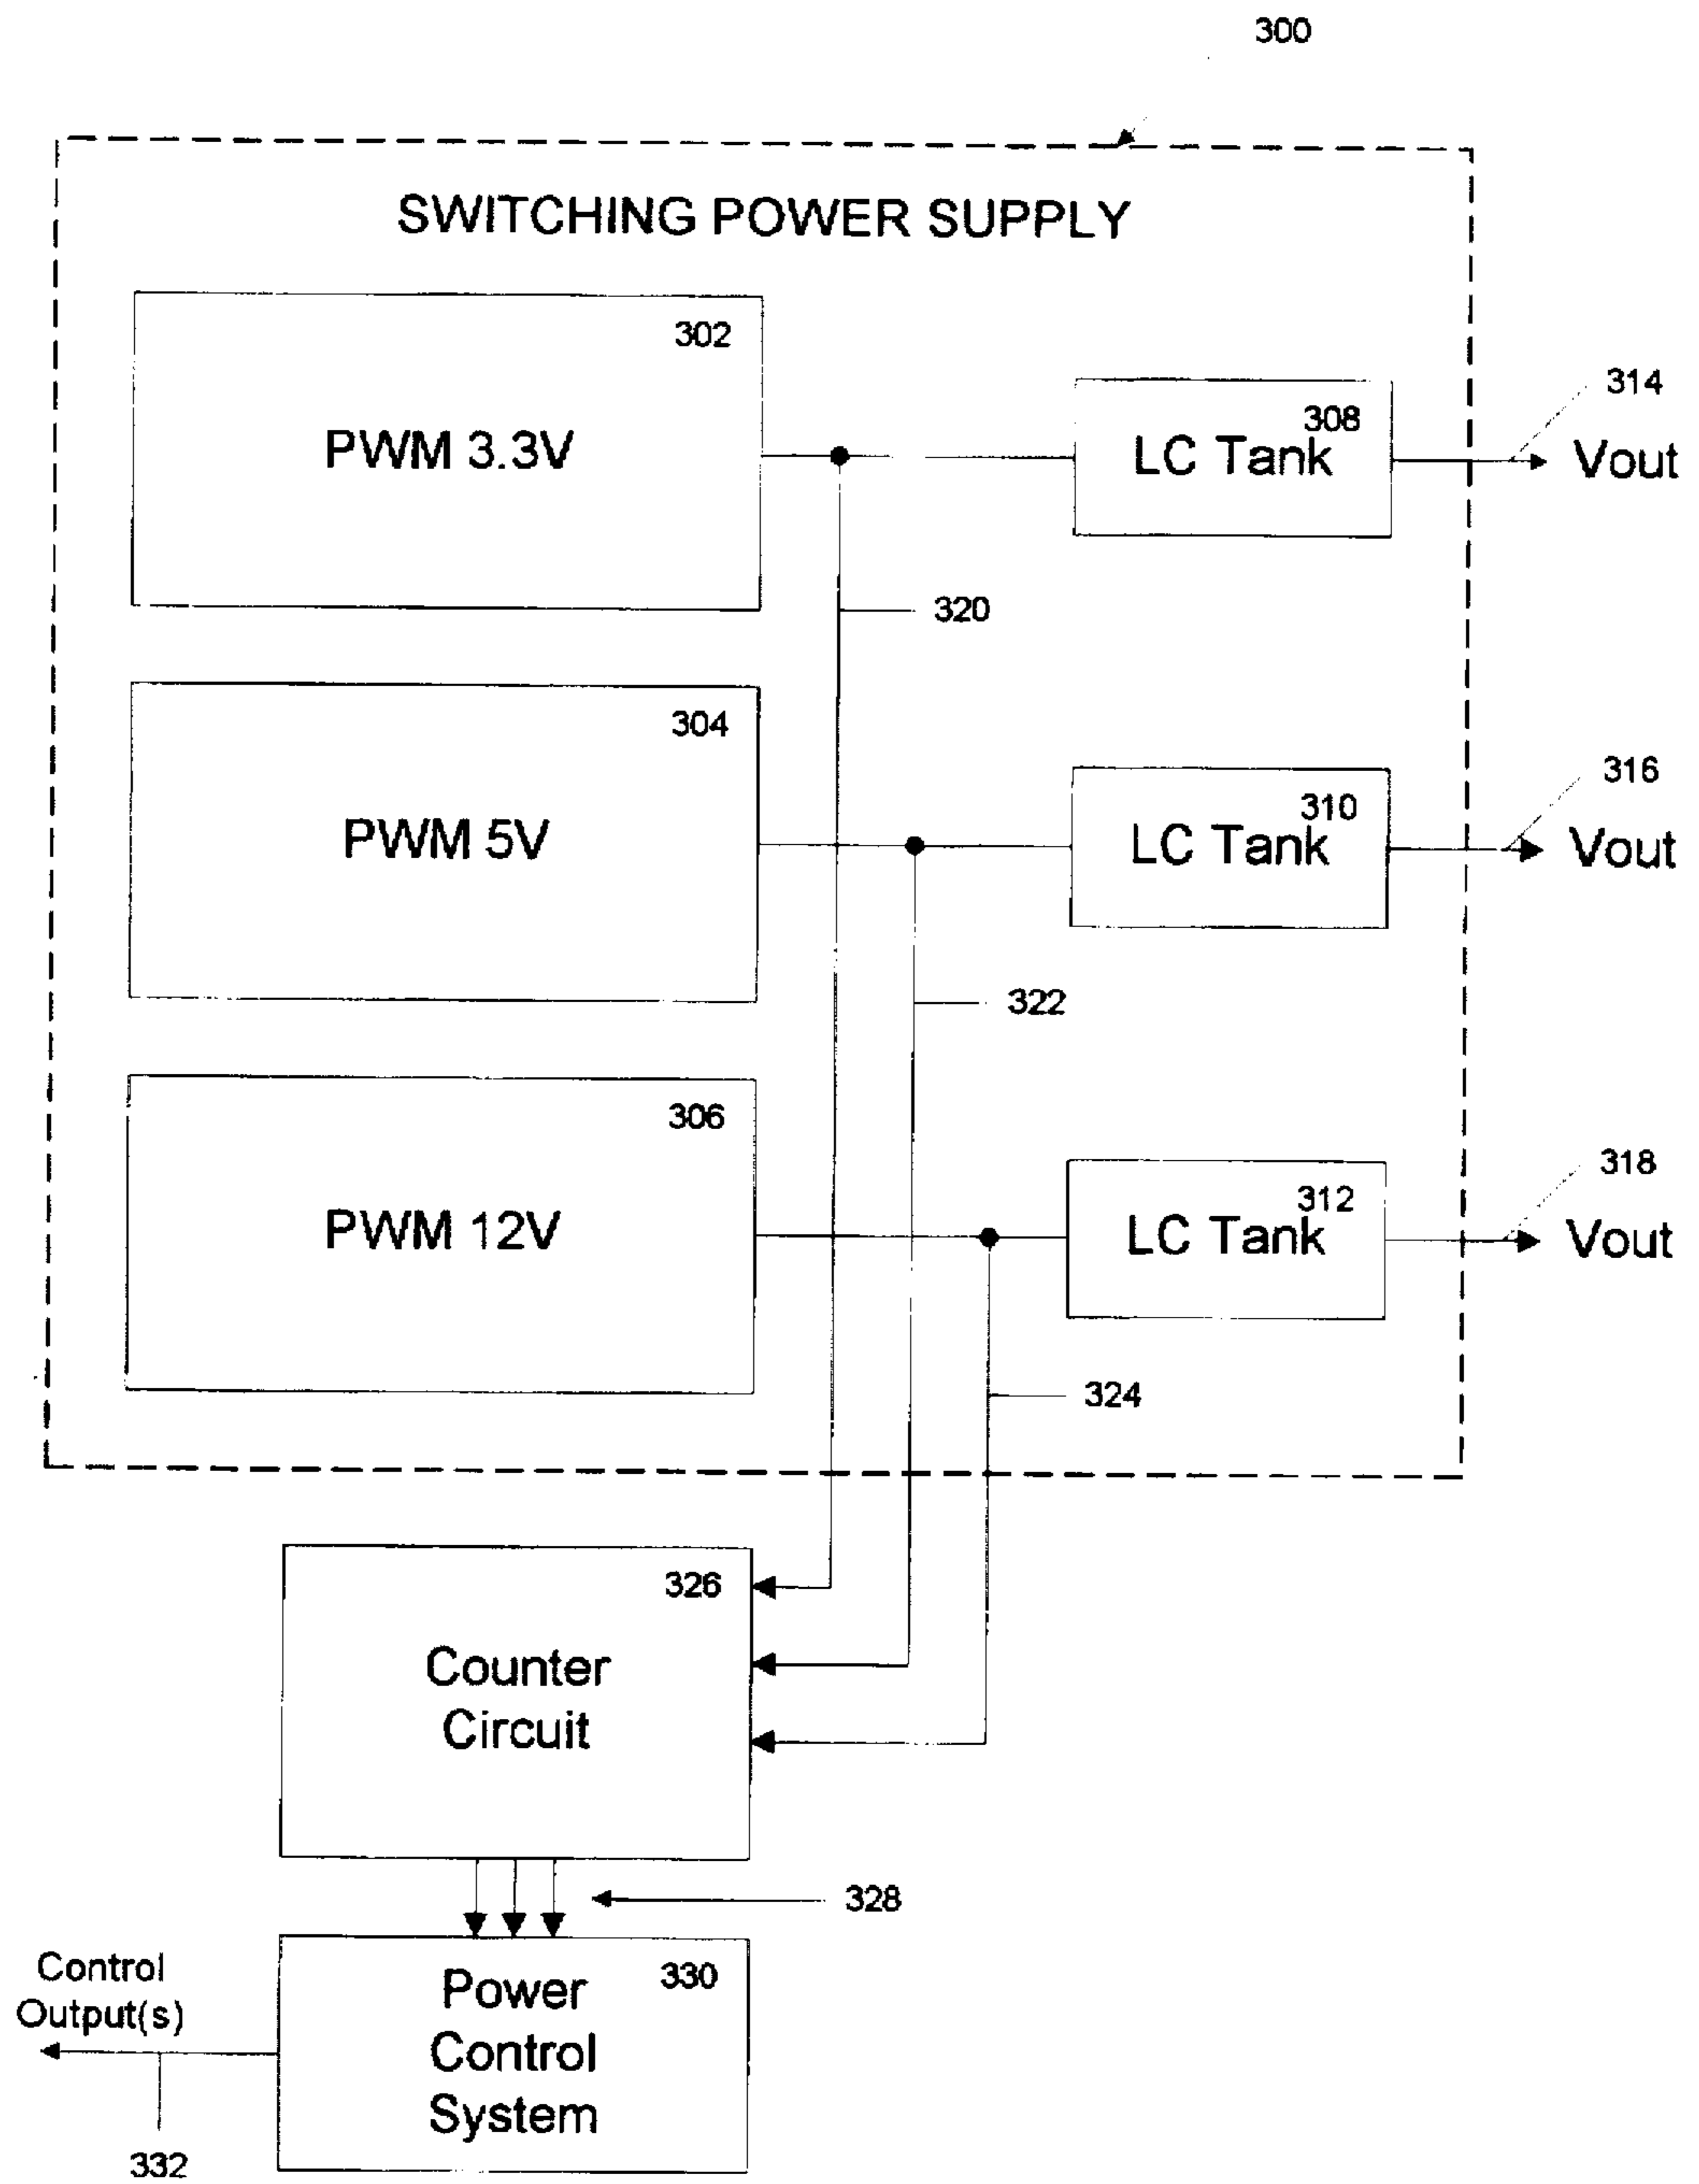 300
SWITCHING POWER SUPPLY
302
PWM 3.3V
308
LC Tank
314
Vout
320
304
PWM 5V
310
LC Tank
316
Vout
322
306
PWM 12V
312
LC Tank
318
Vout
324
326
Counter
Circuit
328
330
Power
Control
System
Control
Output(s)
332